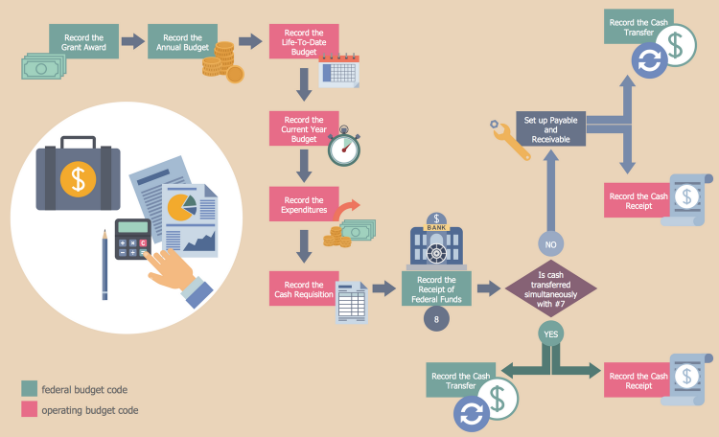 Record the
Grant Award
Record the
Annual Budget
Record the
Life-To-Date
Budget
Record the
Current Year
Budget
Record the
Expenditures
Record the
Cash Requisition
$
BANK
Record the
Receipt of
Federal Funds
8
Is cash
transferred
simultaneously
with #7
NO
Set up Payable
and
Receivable
Record the Cash
Transfer
$
Record the Cash
Receipt
$
YES
Record the Cash
Transfer
$
Record the Cash
Receipt
$
$
federal budget code
operating budget code